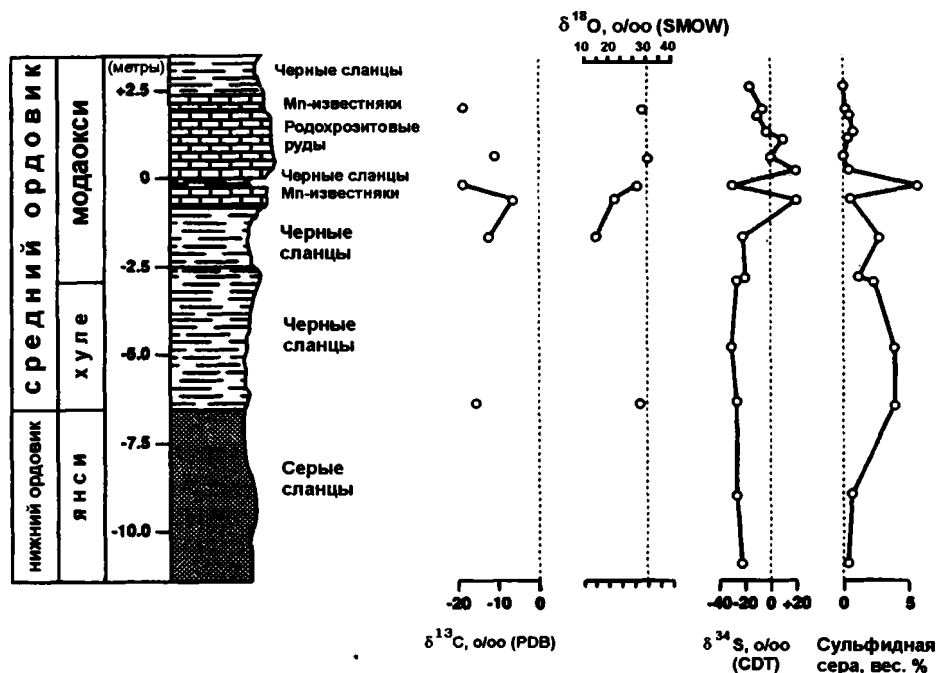 δ18O, o/oo (SMOW)
10 20 30 40
СРЕДНИЙ ОРДОВИК
НИЖНИЙ ОРДОВИК
МОДАОКСИ
ХУЛЕ
ЯНСИ
(метры)
+2.5
0
-2.5
-5.0
-7.5
-10.0
Черные сланцы
Mn-известняки
Родохрозитовые
руды
Черные сланцы
Mn-известняки
Черные
сланцы
Черные
сланцы
Серые
сланцы
-20 -10 0
δ13C, o/oo (PDB)
-40 -20 0 +20
δ34S, o/oo
(CDT)
0 5
Сульфидная
сера, вес. %